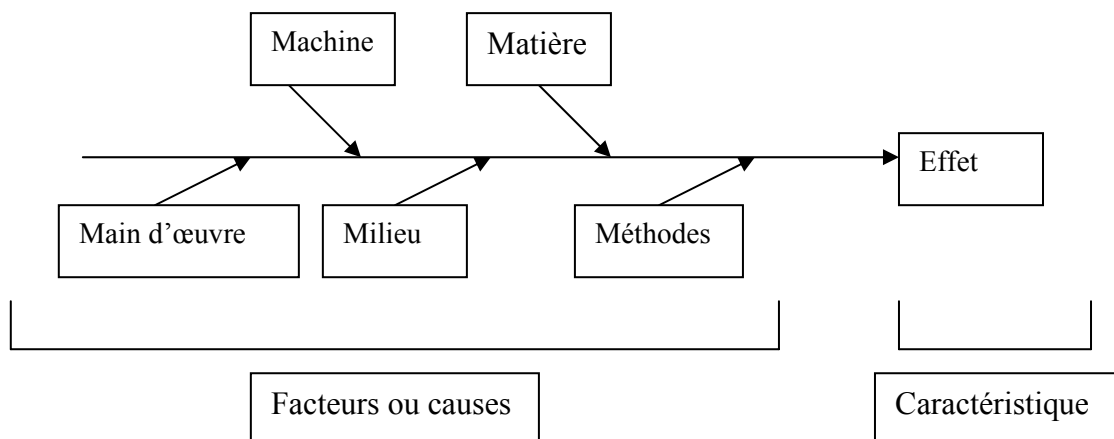 Machine
Matière
Effet
Main d’œuvre
Milieu
Méthodes
Facteurs ou causes
Caractéristique